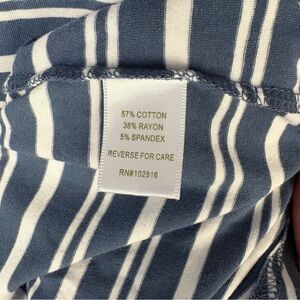 57% COTTON
38% RAYON
5% SPANDEX
REVERSE FOR CARE
RN#102816